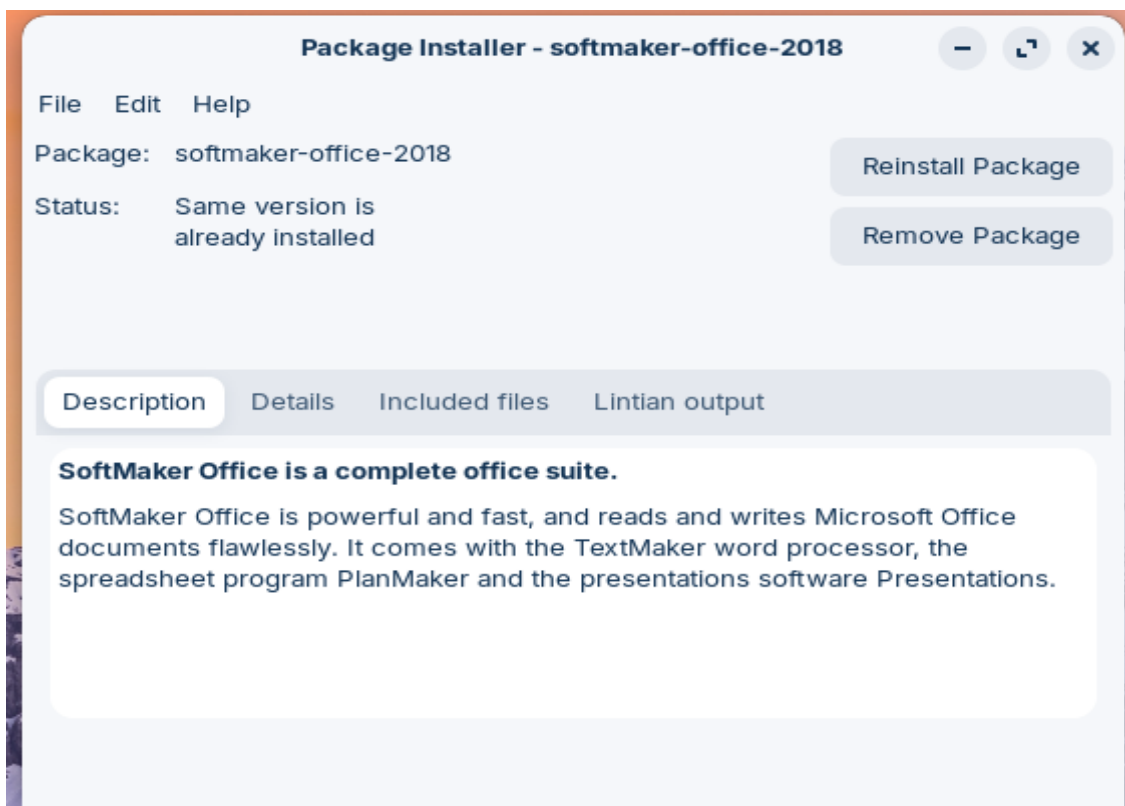 Package Installer - softmaker-office-2018
File Edit Help
Package: softmaker-office-2018
Reinstall Package
Status: Same version is
already installed
Remove Package
Description Details Included files Lintian output
SoftMaker Office is a complete office suite.
SoftMaker Office is powerful and fast, and reads and writes Microsoft Office
documents flawlessly. It comes with the TextMaker word processor, the
spreadsheet program PlanMaker and the presentations software Presentations.